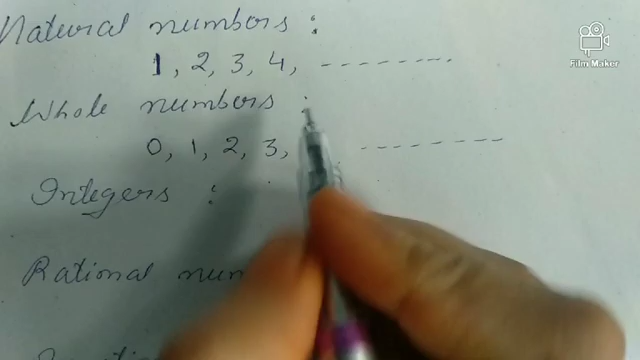 Natural numbers :
Film Maker
1, 2, 3, 4, --------.
Whole numbers :
0, 1, 2, 3, ---------
Integers :
Rational